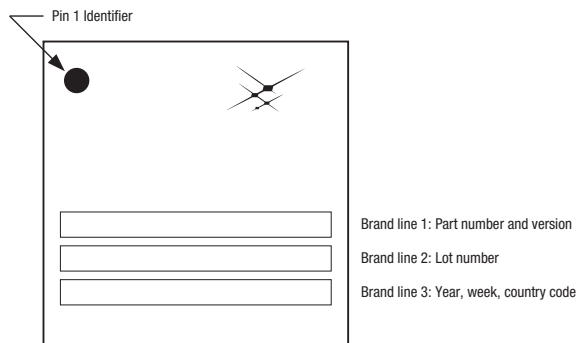 Pin 1 Identifier
Brand line 1: Part number and version
Brand line 2: Lot number
Brand line 3: Year, week, country code